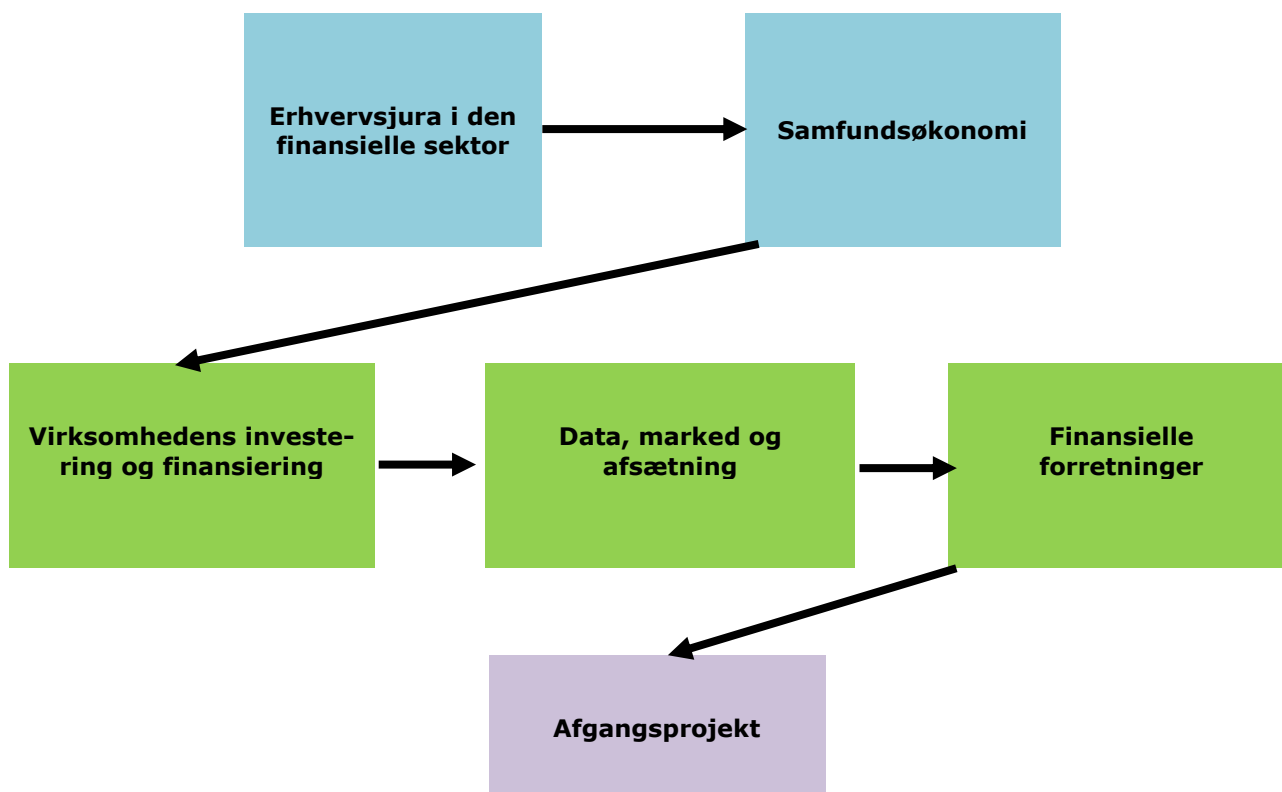 Erhvervsjura i den
finansielle sektor
Samfundsøkonomi
Virksomhedens investe-
ring og finansiering
Data, marked og
afsætning
Finansielle
forretninger
Afgangsprojekt